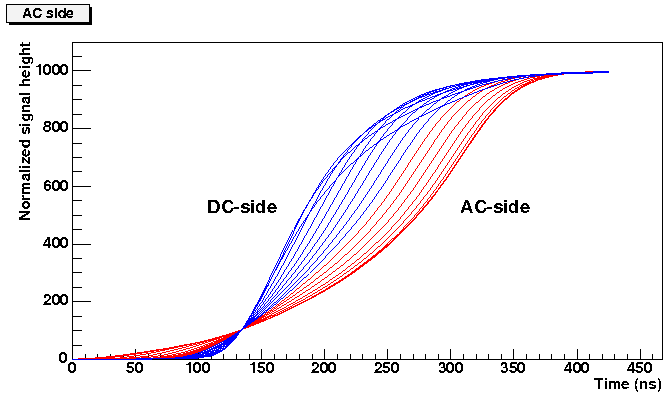 AC side
Normalized signal height
1000
800
600
400
200
0
DC-side
AC-side
0 50 100 150 200 250 300 350 400 450
Time (ns)